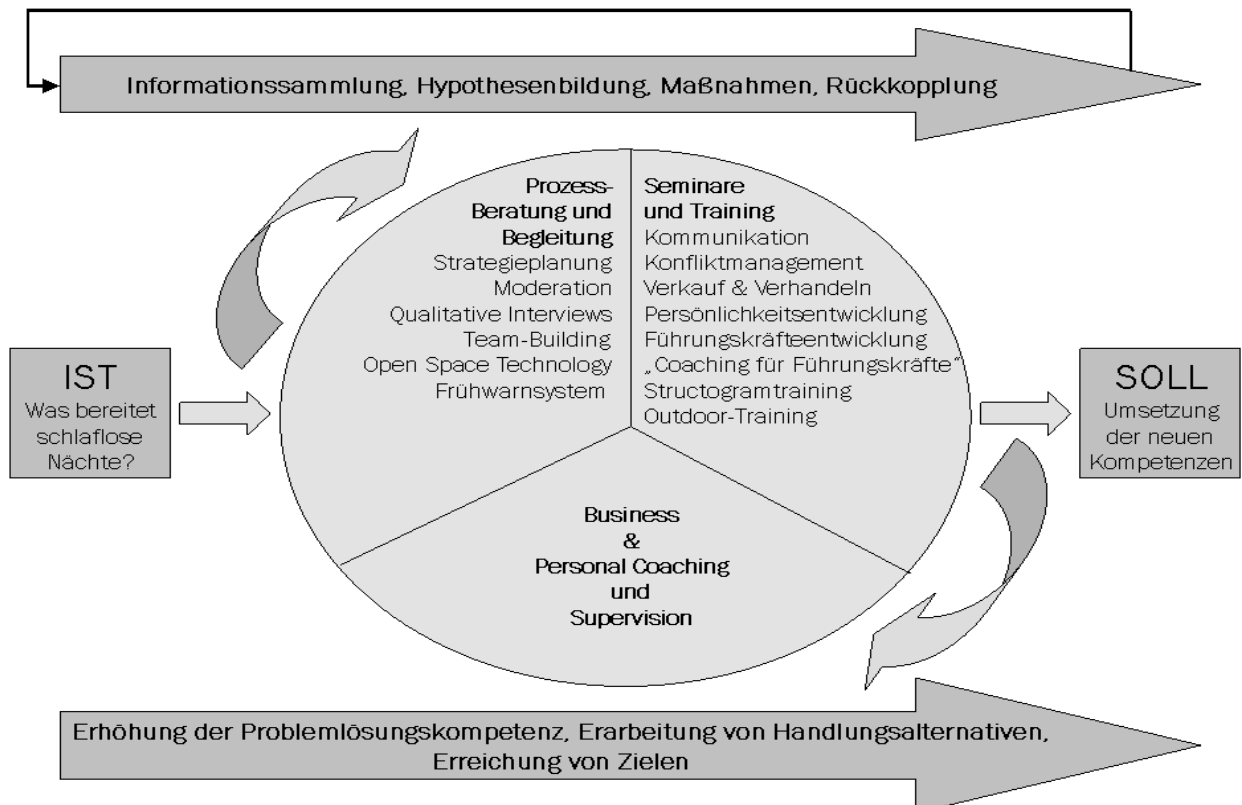 Informationssammlung, Hypothesenbildung, Maßnahmen, Rückkopplung
Prozess-
Beratung und
Begleitung
Strategieplanung
Moderation
Qualitative Interviews
Team-Building
Open Space Technology
Frühwarnsystem
Seminare
und Training
Kommunikation
Konfliktmanagement
Verkauf & Verhandeln
Persönlichkeitsentwicklung
Führungskräfteentwicklung
„Coaching für Führungskräfte“
Structogramtraining
Outdoor-Training
IST
Was bereitet
schlaflose
Nächte?
SOLL
Umsetzung
der neuen
Kompetenzen
Business
&
Personal Coaching
und
Supervision
Erhöhung der Problemlösungskompetenz, Erarbeitung von Handlungsalternativen,
Erreichung von Zielen